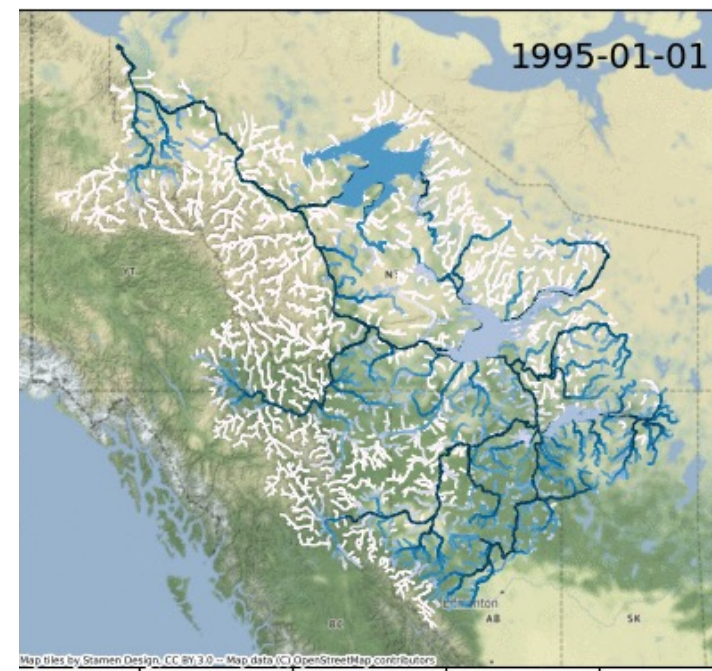 1995-01-01
YT
NT
Edmonton
AB
SK
BC
Map tiles by Stamen Design, CC BY 3.0 -- Map data (C) OpenStreetMap contributors